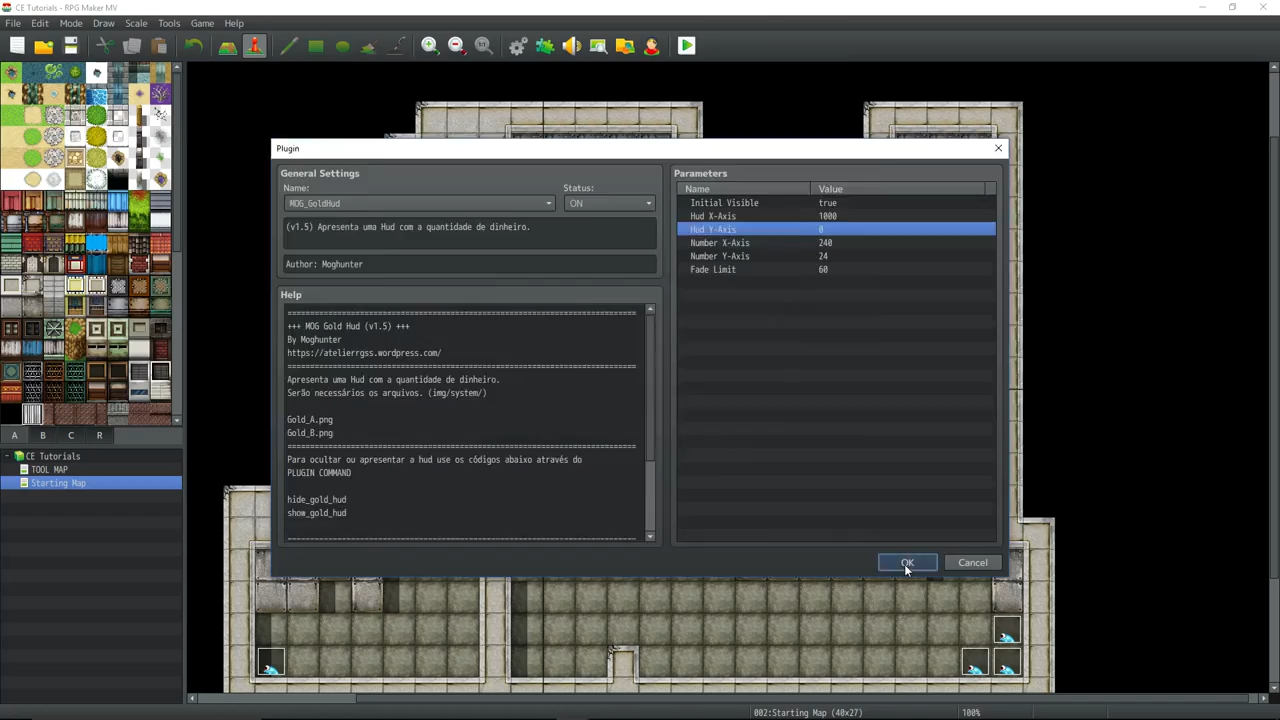 CE Tutorials - RPG Maker MV
File Edit Mode Draw Scale Tools Game Help
Plugin
General Settings
Name:
Status:
MOG_GoldHud
ON
(v1.5) Apresenta uma Hud com a quantidade de dinheiro.
Author: Moghunter
Help
=====================================================================
+++ MOG Gold Hud (v1.5) +++
By Moghunter
https://atelierrgss.wordpress.com/
=====================================================================
Apresenta uma Hud com a quantidade de dinheiro.
Serão necessários os arquivos. (img/system/)
Gold_A.png
Gold_B.png
=====================================================================
Para ocultar ou apresentar a hud use os códigos abaixo através do
PLUGIN COMMAND
hide_gold_hud
show_gold_hud
=====================================================================
Parameters
Name Value
Initial Visible true
Hud X-Axis 1000
Hud Y-Axis 0
Number X-Axis 240
Number Y-Axis 24
Fade Limit 60
OK
Cancel
A B C R
CE Tutorials
TOOL MAP
Starting Map
002:Starting Map (40x27)
100%